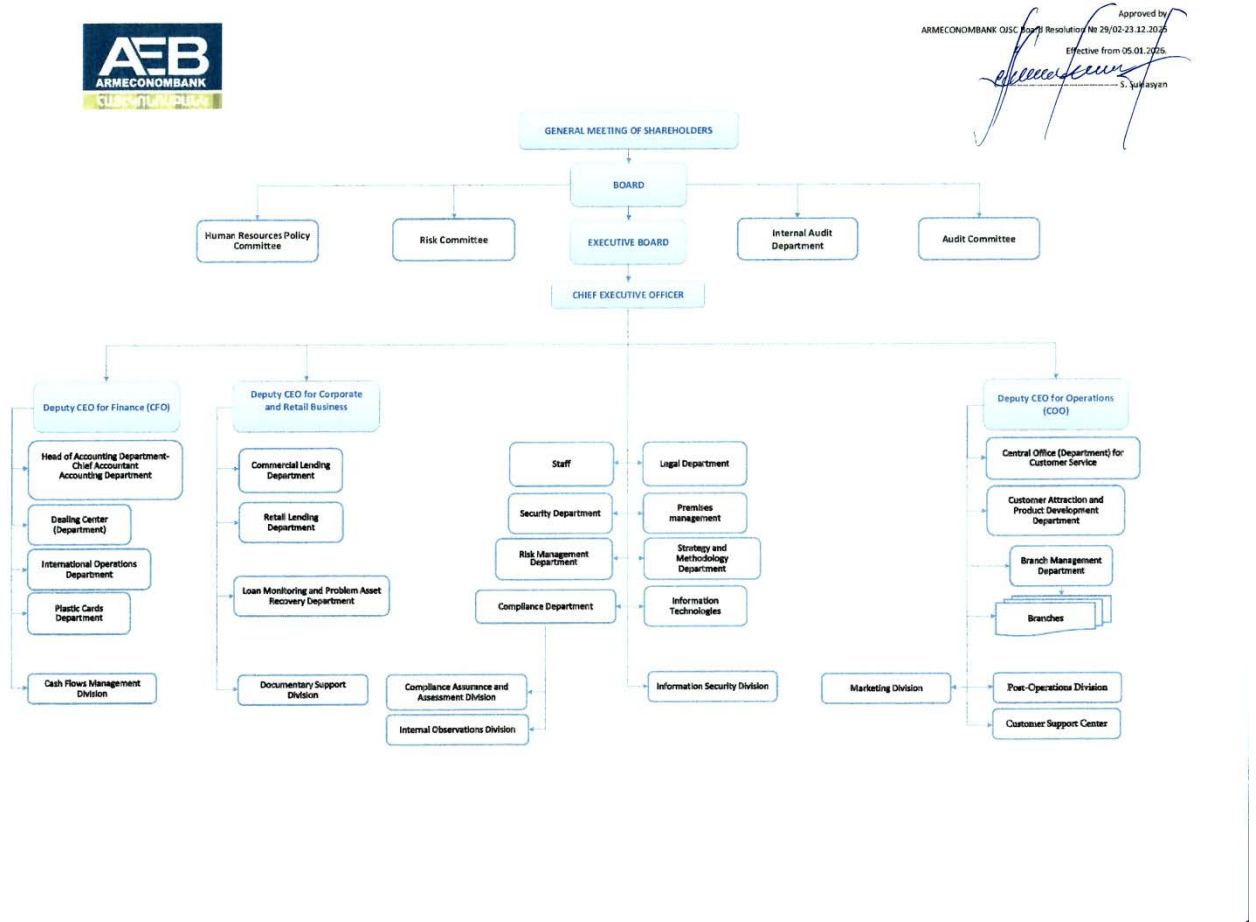 Approved by
ARMECONOMBANK OJSC Board Resolution № 29/02-23.12.2025
Effective from 05.01.2026.
S. Sukiasyan
AEB
ARMECONOMBANK
ՀԱՅԷԿՈՆՈՄԲԱՆԿ
GENERAL MEETING OF SHAREHOLDERS
BOARD
Human Resources Policy
Committee
Risk Committee
EXECUTIVE BOARD
Internal Audit
Department
Audit Committee
CHIEF EXECUTIVE OFFICER
Deputy CEO for Finance (CFO)
Head of Accounting Department-
Chief Accountant
Accounting Department
Dealing Center
(Department)
International Operations
Department
Plastic Cards
Department
Cash Flows Management
Division
Deputy CEO for Corporate
and Retail Business
Commercial Lending
Department
Retail Lending
Department
Loan Monitoring and Problem Asset
Recovery Department
Documentary Support
Division
Staff
Legal Department
Security Department
Premises
management
Risk Management
Department
Strategy and
Methodology
Department
Compliance Department
Information
Technologies
Compliance Assurance and
Assessment Division
Internal Observations Division
Information Security Division
Deputy CEO for Operations
(COO)
Central Office (Department) for
Customer Service
Customer Attraction and
Product Development
Department
Branch Management
Department
Branches
Marketing Division
Post-Operations Division
Customer Support Center